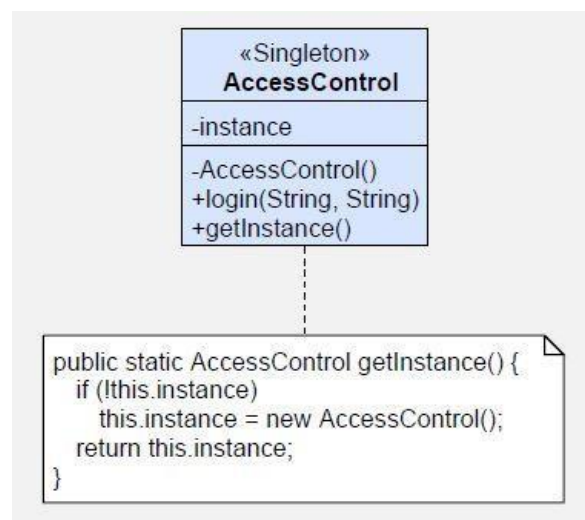 «Singleton»
AccessControl
-instance
-AccessControl()
+login(String, String)
+getInstance()
public static AccessControl getInstance() {
if (!this.instance)
this.instance = new AccessControl();
return this.instance;
}